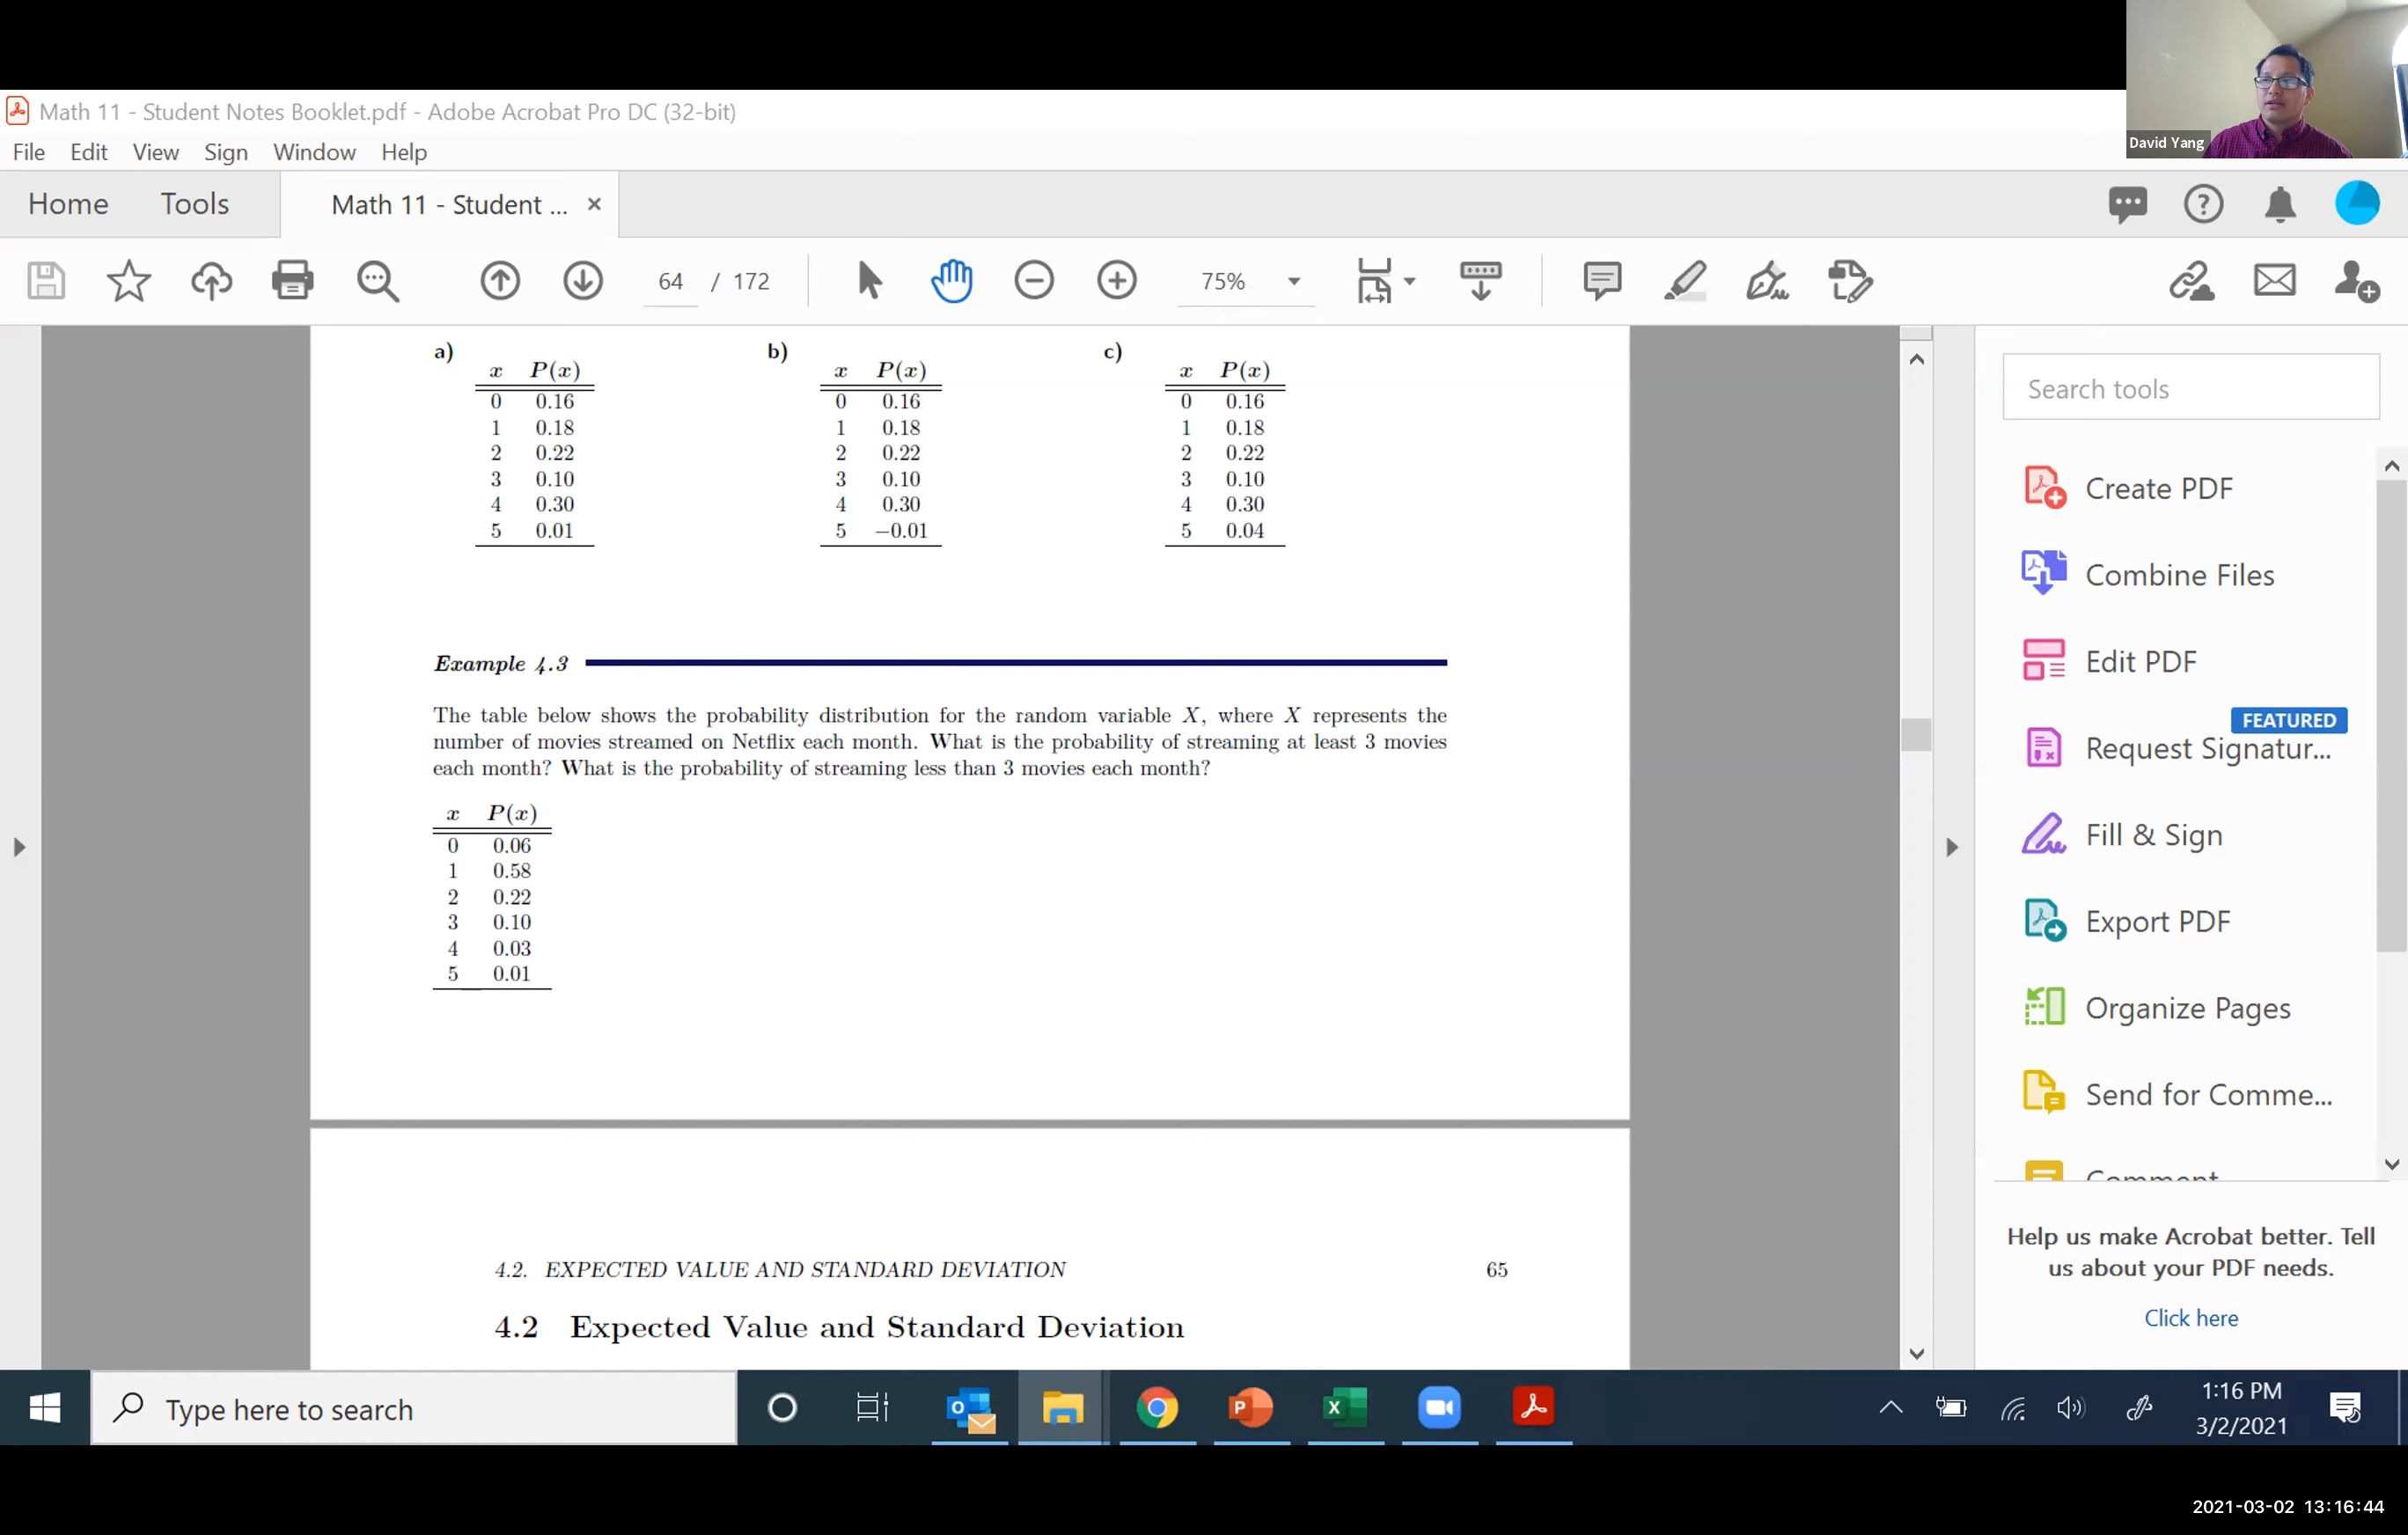 David Yang
Math 11 - Student Notes Booklet.pdf - Adobe Acrobat Pro DC (32-bit)
File Edit View Sign Window Help
Home Tools Math 11 - Student ... ×
64 / 172 75%
a) b) c)
x P(x) x P(x) x P(x)
0 0.16 0 0.16 0 0.16
1 0.18 1 0.18 1 0.18
2 0.22 2 0.22 2 0.22
3 0.10 3 0.10 3 0.10
4 0.30 4 0.30 4 0.30
5 0.01 5 −0.01 5 0.04
Example 4.3
The table below shows the probability distribution for the random variable X, where X represents the
number of movies streamed on Netflix each month. What is the probability of streaming at least 3 movies
each month? What is the probability of streaming less than 3 movies each month?
x P(x)
0 0.06
1 0.58
2 0.22
3 0.10
4 0.03
5 0.01
4.2. EXPECTED VALUE AND STANDARD DEVIATION 65
4.2 Expected Value and Standard Deviation
Search tools
Create PDF
Combine Files
Edit PDF
FEATURED
Request Signatur...
Fill & Sign
Export PDF
Organize Pages
Send for Comme...
Comment
Help us make Acrobat better. Tell
us about your PDF needs.
Click here
Type here to search
1:16 PM
3/2/2021
2021-03-02 13:16:44